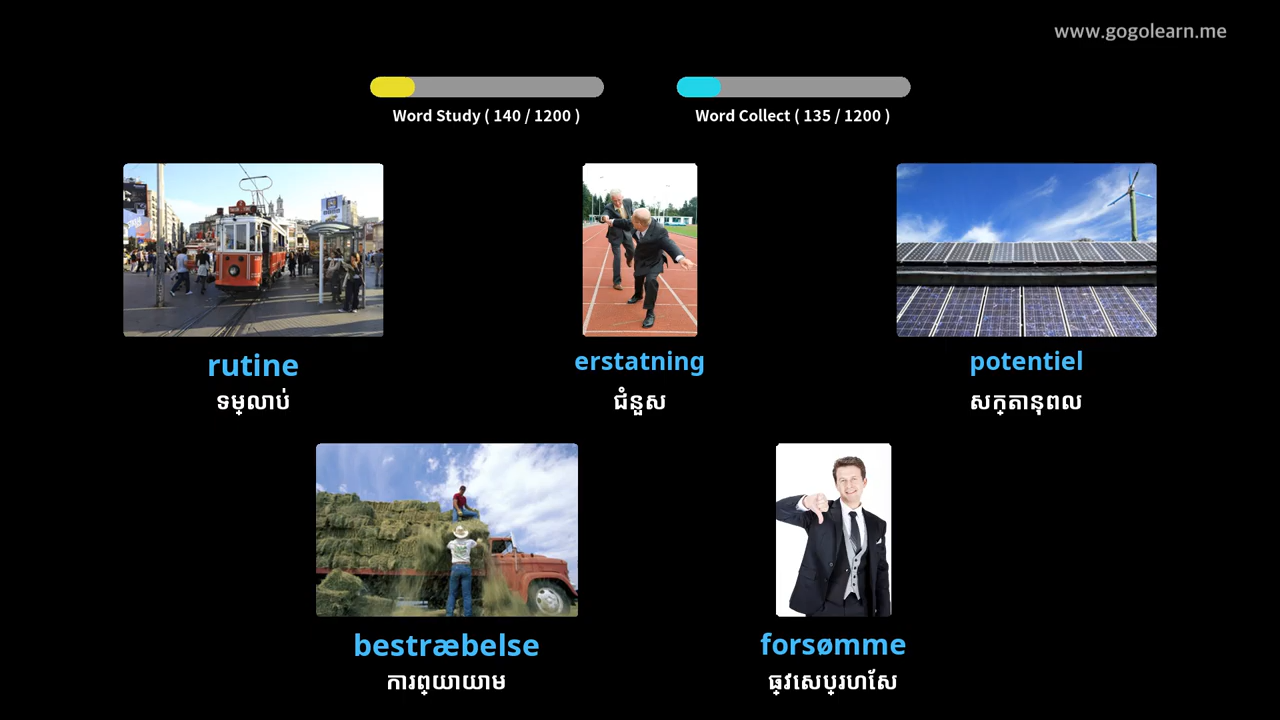 www.gogolearn.me
Word Study ( 140 / 1200 )
Word Collect ( 135 / 1200 )
rutine
erstatning
potentiel
ទម្លាប់
ជំនួស
សក្តានុពល
bestræbelse
forsømme
ការព្យាយាម
ធ្វេសប្រហែស